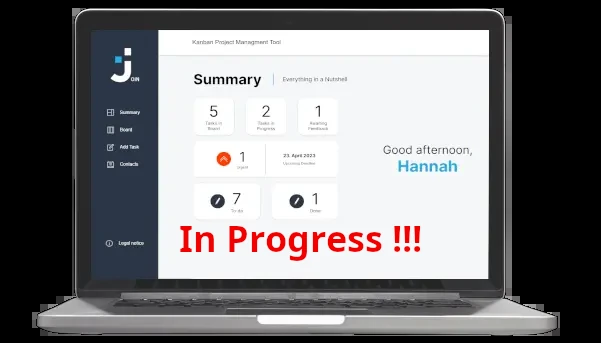 Kanban Project Managment Tool
Join
Summary
Board
Add Task
Contacts
Legal notice
Summary
Everything in a Nutshell
5
Tasks in
Board
2
Tasks in
Progress
1
Awaiting
Feedback
1
Urgent
23. April 2023
Upcoming Deadline
7
To-do
1
Done
Good afternoon,
Hannah
In Progress !!!